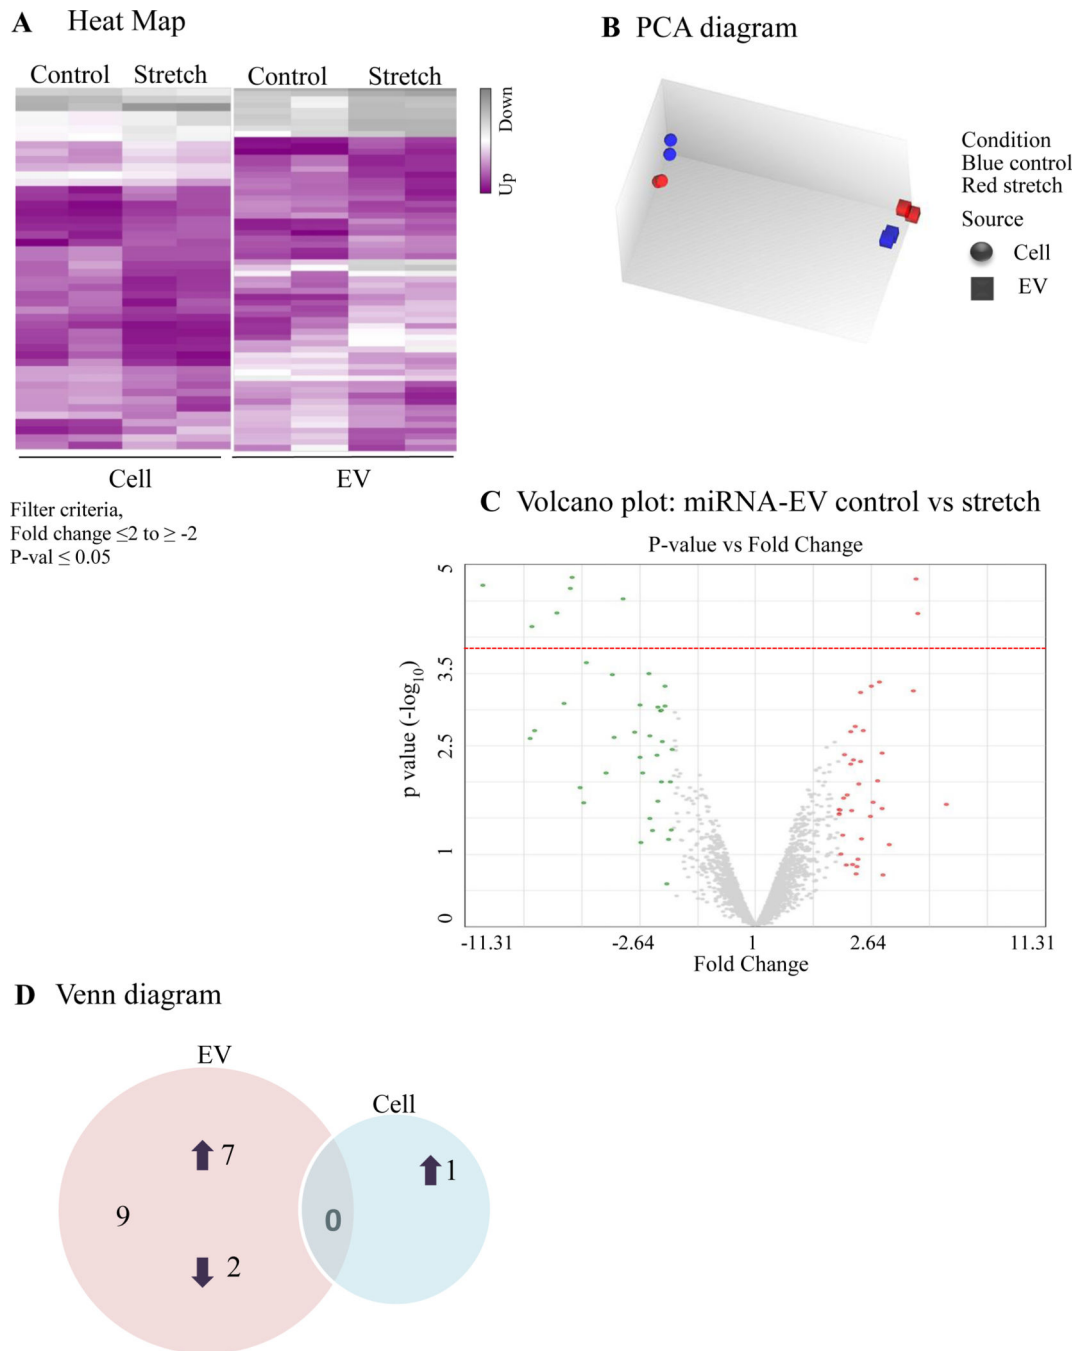 A Heat Map
Control Stretch Control Stretch
Down
Up
Cell EV
Filter criteria,
Fold change ≤2 to ≥ -2
P-val ≤ 0.05
B PCA diagram
Condition
Blue control
Red stretch
Source
Cell
EV
C Volcano plot: miRNA-EV control vs stretch
P-value vs Fold Change
p value (-log10)
5
3.5
2.5
1
0
-11.31 -2.64 1 2.64 11.31
Fold Change
D Venn diagram
EV
Cell
7
1
9
0
2